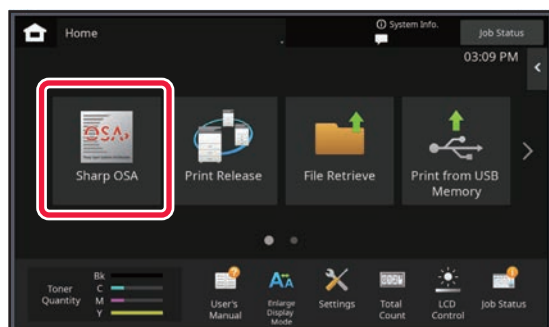 Home
System Info.
Job Status
03:09 PM
OSA
Sharp OSA
Print Release
File Retrieve
Print from USB
Memory
Toner
Quantity
Bk
C
M
Y
User's
Manual
Enlarge
Display
Mode
Settings
Total
Count
LCD
Control
Job Status